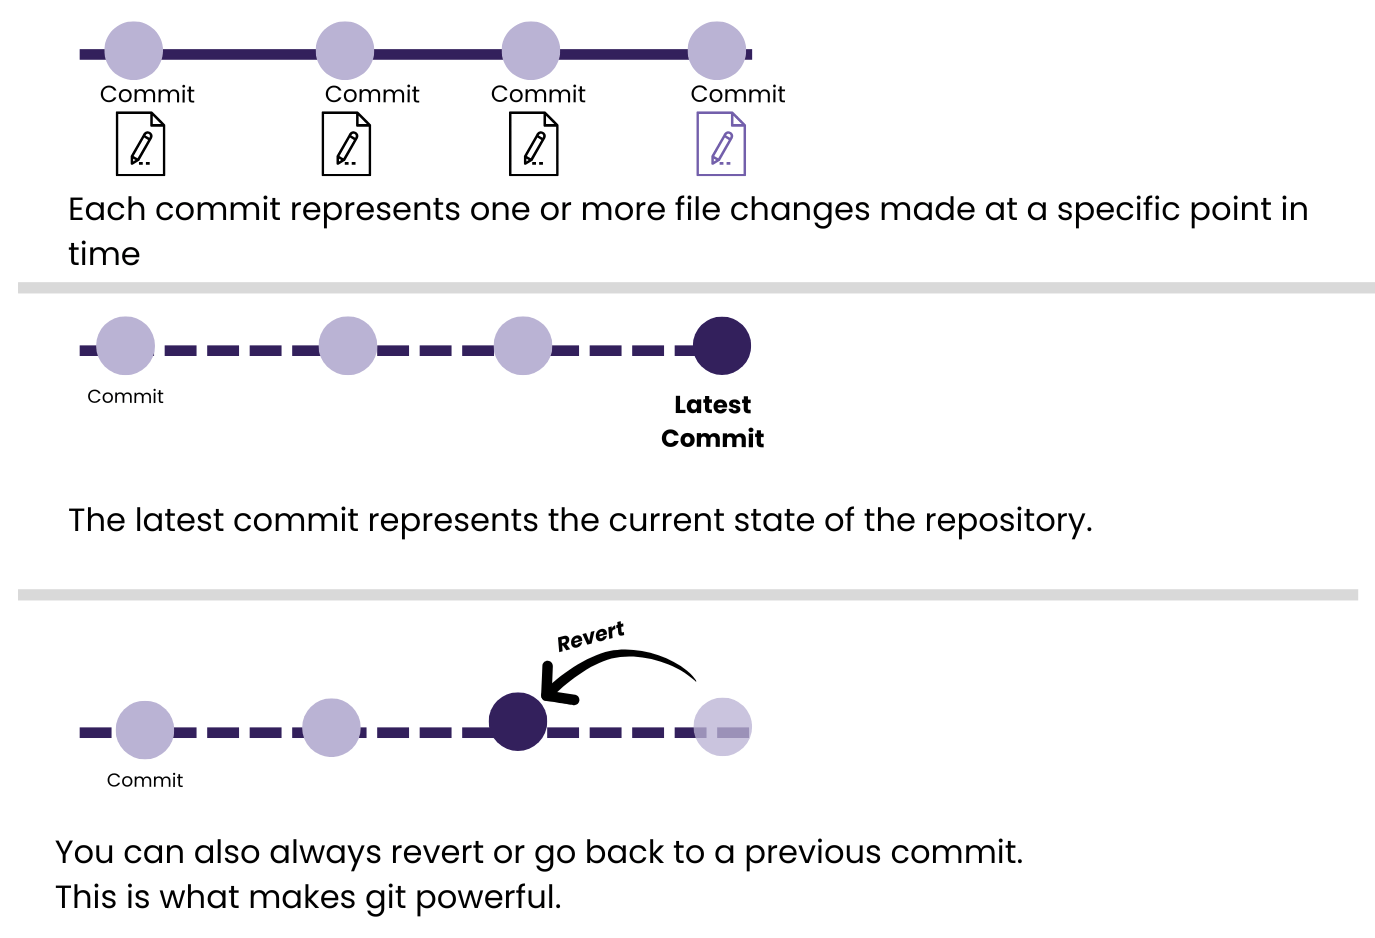 Commit Commit Commit Commit
Each commit represents one or more file changes made at a specific point in
time
Commit
Latest
Commit
The latest commit represents the current state of the repository.
Revert
Commit
You can also always revert or go back to a previous commit.
This is what makes git powerful.